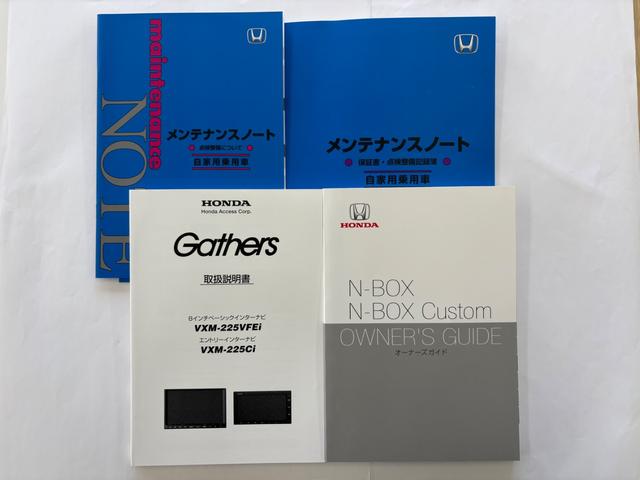 maintenance
NOTE
メンテナンスノート
点検整備について
自家用乗用車
メンテナンスノート
保証書・点検整備記録簿
自家用乗用車
HONDA
Honda Access Corp.
Gathers
取扱説明書
8インチベーシックインターナビ
VXM-225VFEi
エントリーインターナビ
VXM-225Ci
HONDA
N-BOX
N-BOX Custom
OWNER'S GUIDE
オーナーズガイド